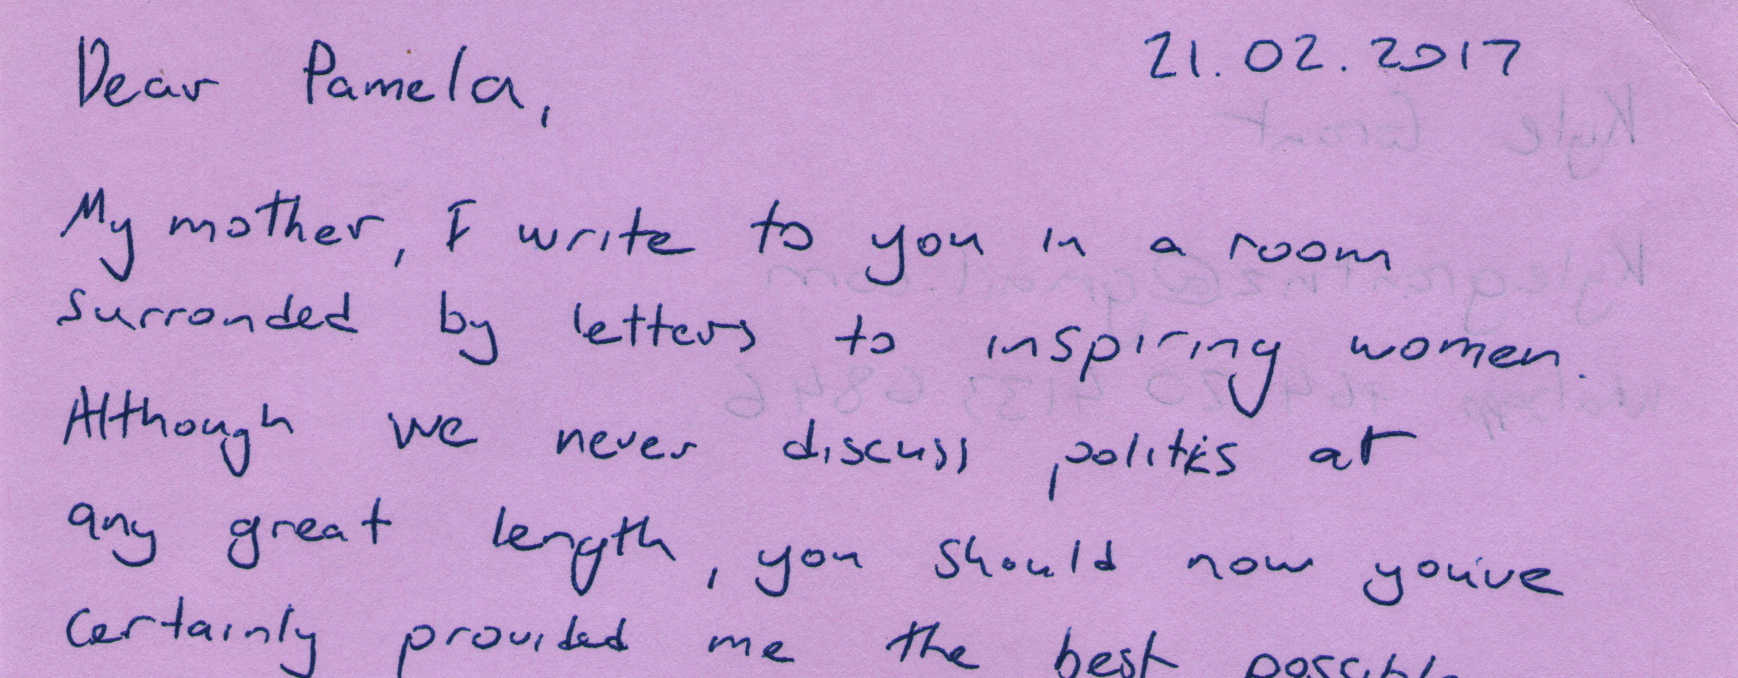 Dear Pamela, 21.02.2017
My mother, I write to you in a room
surronded by letters to inspiring women.
Although we never discuss politics at
any great length, you should now you've
certainly provided me the best possible